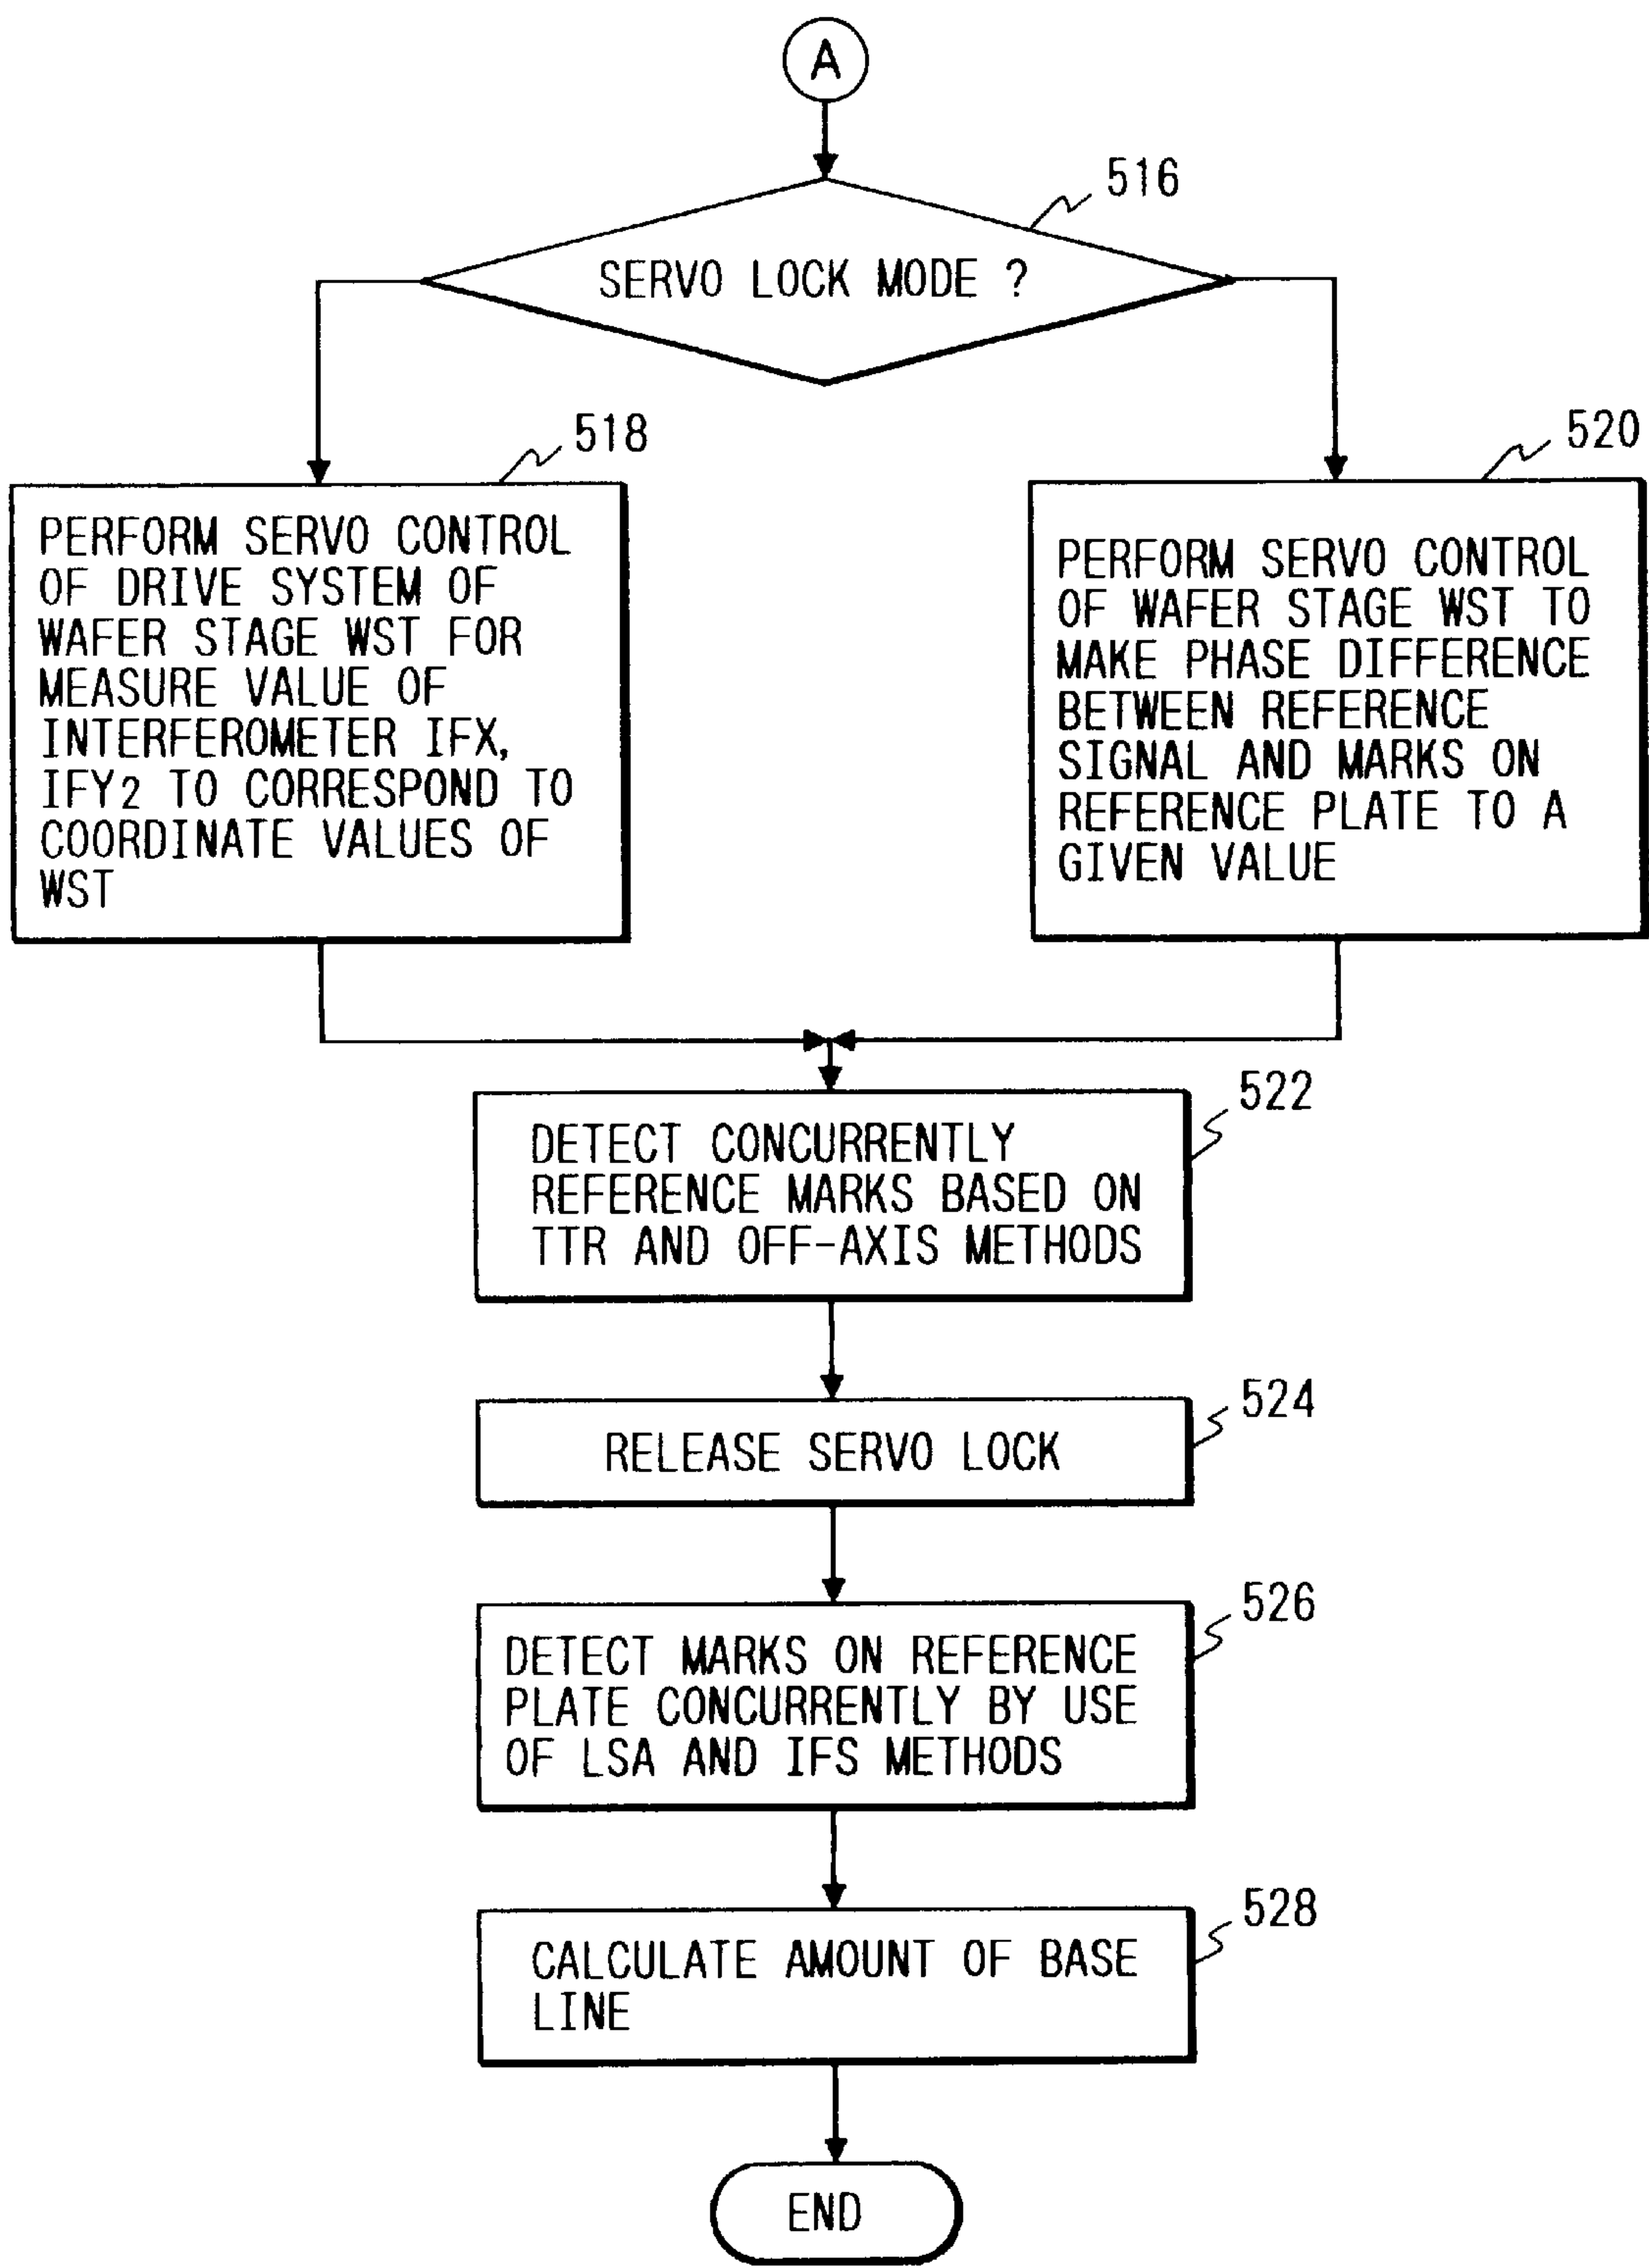 A
516
SERVO LOCK MODE ?
518
PERFORM SERVO CONTROL
OF DRIVE SYSTEM OF
WAFER STAGE WST FOR
MEASURE VALUE OF
INTERFEROMETER IFX,
IFY2 TO CORRESPOND TO
COORDINATE VALUES OF
WST
520
PERFORM SERVO CONTROL
OF WAFER STAGE WST TO
MAKE PHASE DIFFERENCE
BETWEEN REFERENCE
SIGNAL AND MARKS ON
REFERENCE PLATE TO A
GIVEN VALUE
522
DETECT CONCURRENTLY
REFERENCE MARKS BASED ON
TTR AND OFF-AXIS METHODS
524
RELEASE SERVO LOCK
526
DETECT MARKS ON REFERENCE
PLATE CONCURRENTLY BY USE
OF LSA AND IFS METHODS
528
CALCULATE AMOUNT OF BASE
LINE
END